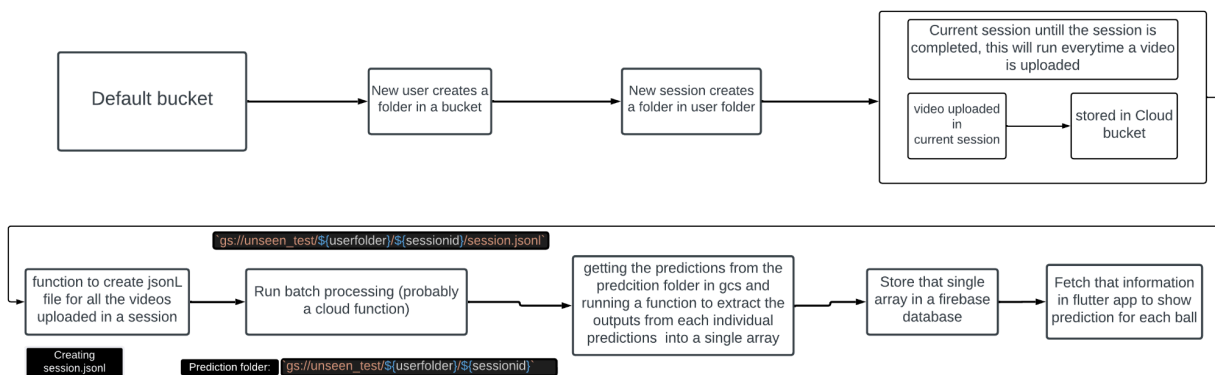 Default bucket
New user creates a
folder in a bucket
New session creates
a folder in user folder
Current session untill the session is
completed, this will run everytime a video
is uploaded
video uploaded
in
current session
stored in Cloud
bucket
`gs://unseen_test/${userfolder}/${sessionid}/session.jsonl`
function to create jsonL
file for all the videos
uploaded in a session
Run batch processing (probably
a cloud function)
getting the predictions from the
predcition folder in gcs and
running a function to extract the
outputs from each individual
predictions into a single array
Store that single
array in a firebase
database
Fetch that information
in flutter app to show
prediction for each ball
Creating
session.jsonl
Prediction folder:
`gs://unseen_test/${userfolder}/${sessionid}`